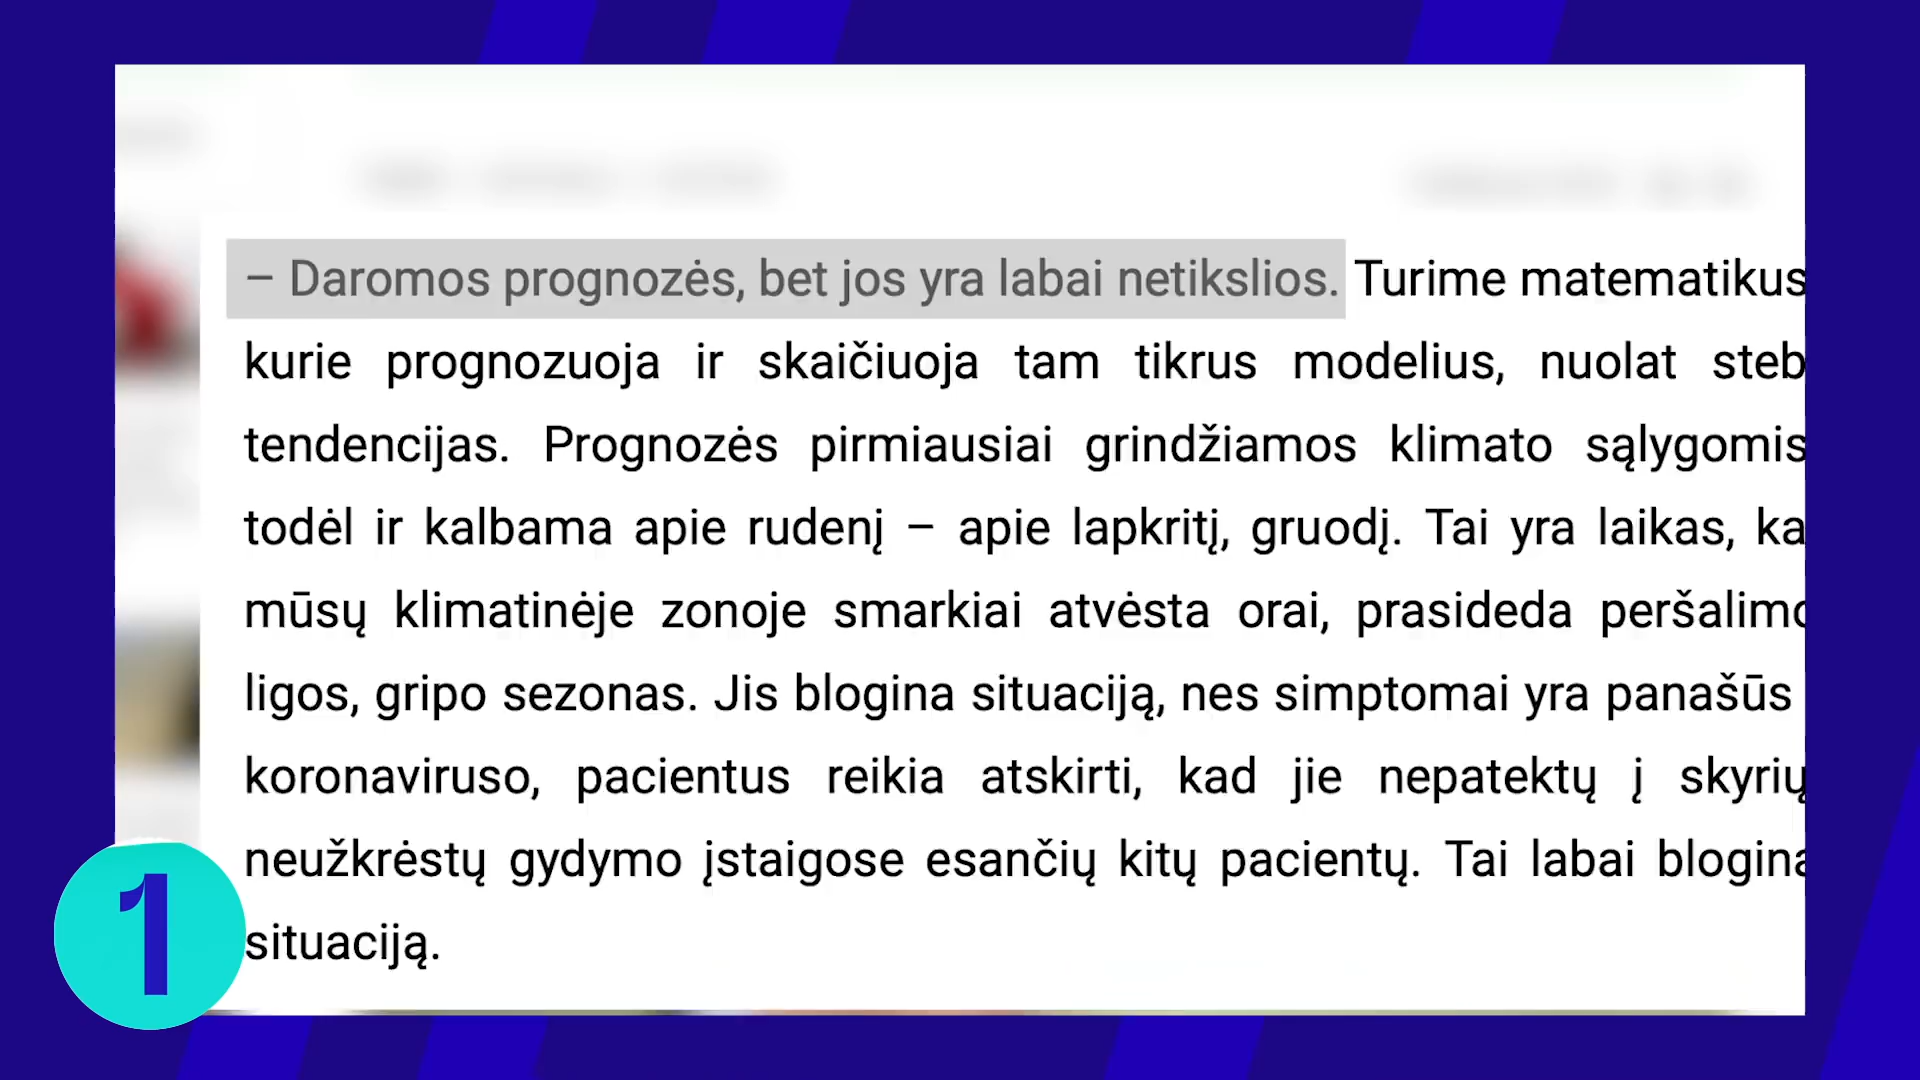 – Daromos prognozės, bet jos yra labai netikslios. Turime matematikus
kurie prognozuoja ir skaičiuoja tam tikrus modelius, nuolat steb
tendencijas. Prognozės pirmiausiai grindžiamos klimato sąlygomis
todėl ir kalbama apie rudenį – apie lapkritį, gruodį. Tai yra laikas, ka
mūsų klimatinėje zonoje smarkiai atvėsta orai, prasideda peršalimo
ligos, gripo sezonas. Jis blogina situaciją, nes simptomai yra panašūs
koronaviruso, pacientus reikia atskirti, kad jie nepatektų į skyrių
neužkrėstų gydymo įstaigose esančių kitų pacientų. Tai labai blogina
situaciją.
1